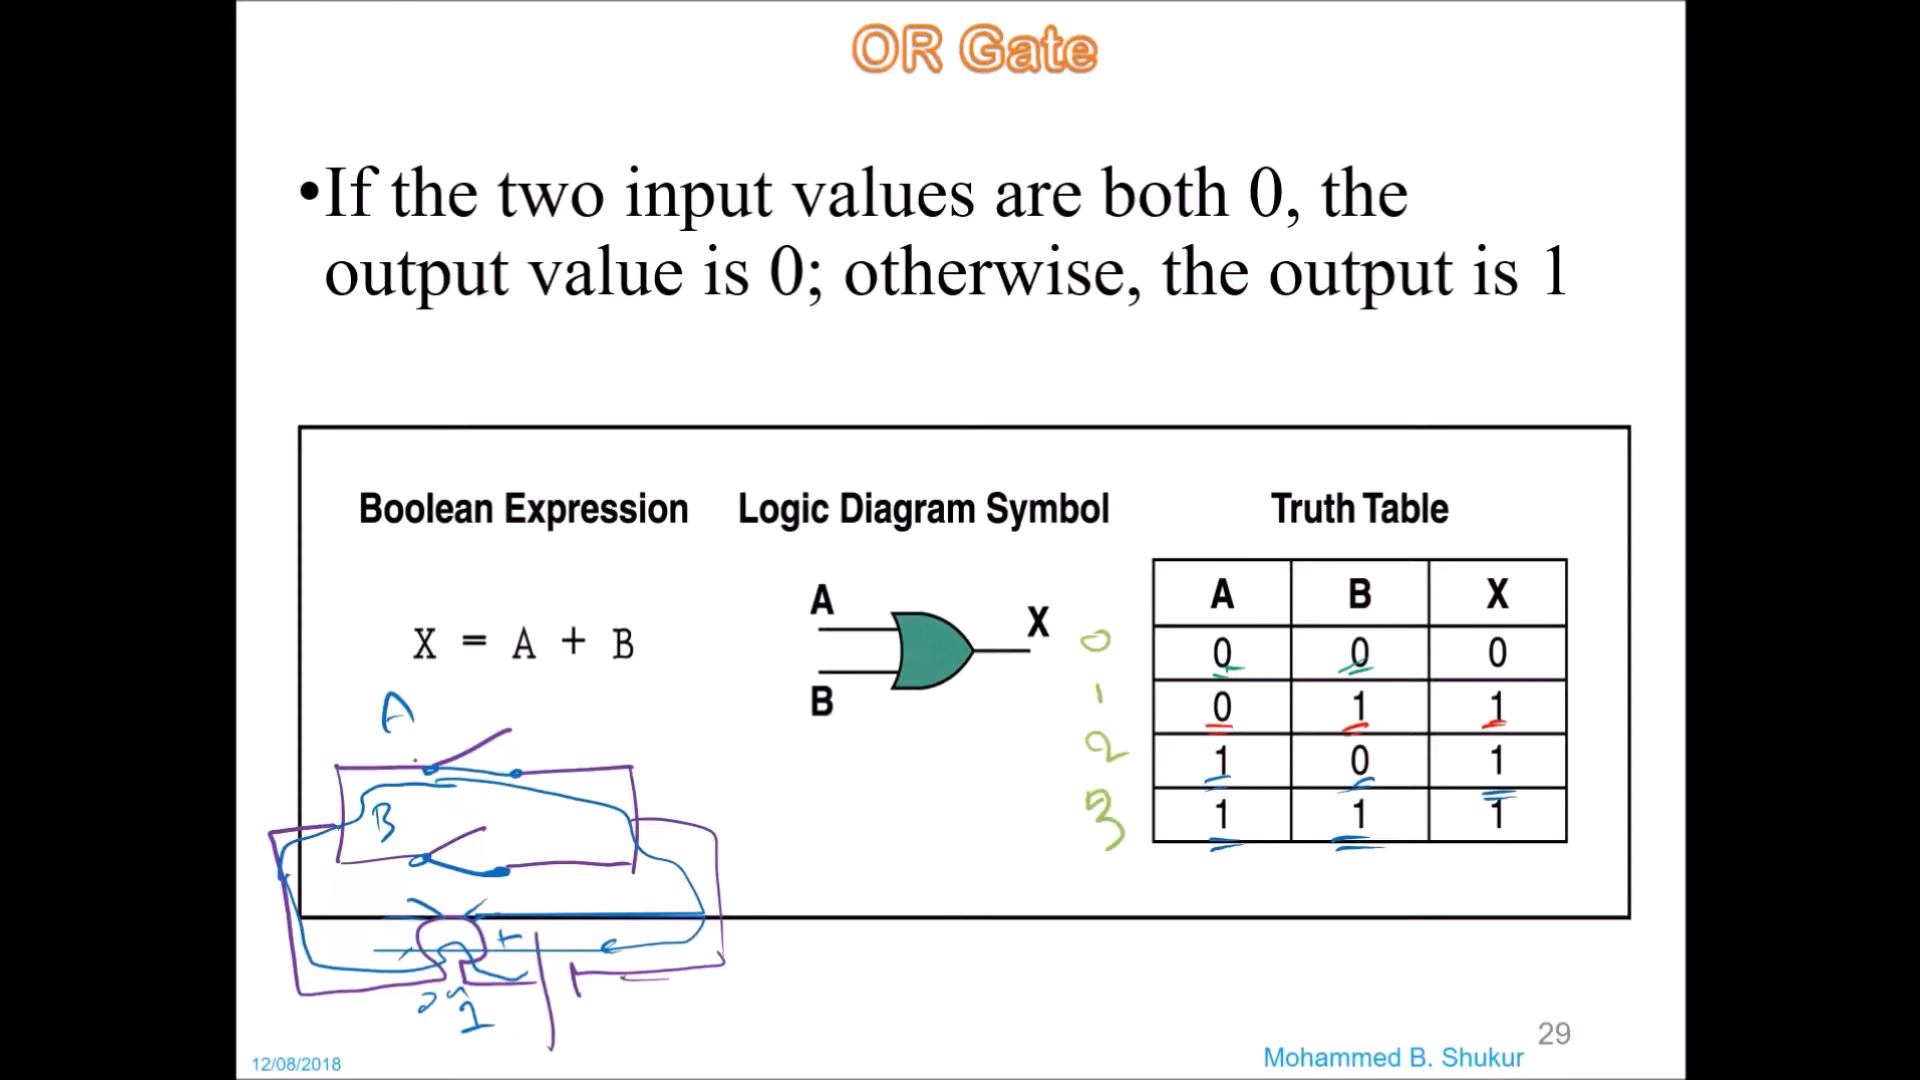 OR Gate
•If the two input values are both 0, the
output value is 0; otherwise, the output is 1
Boolean Expression
X = A + B
Logic Diagram Symbol
A
B
X
Truth Table
A B X
0 0 0 0
1 0 1 1
2 1 0 1
3 1 1 1
A
B
+
1
29
12/08/2018
Mohammed B. Shukur